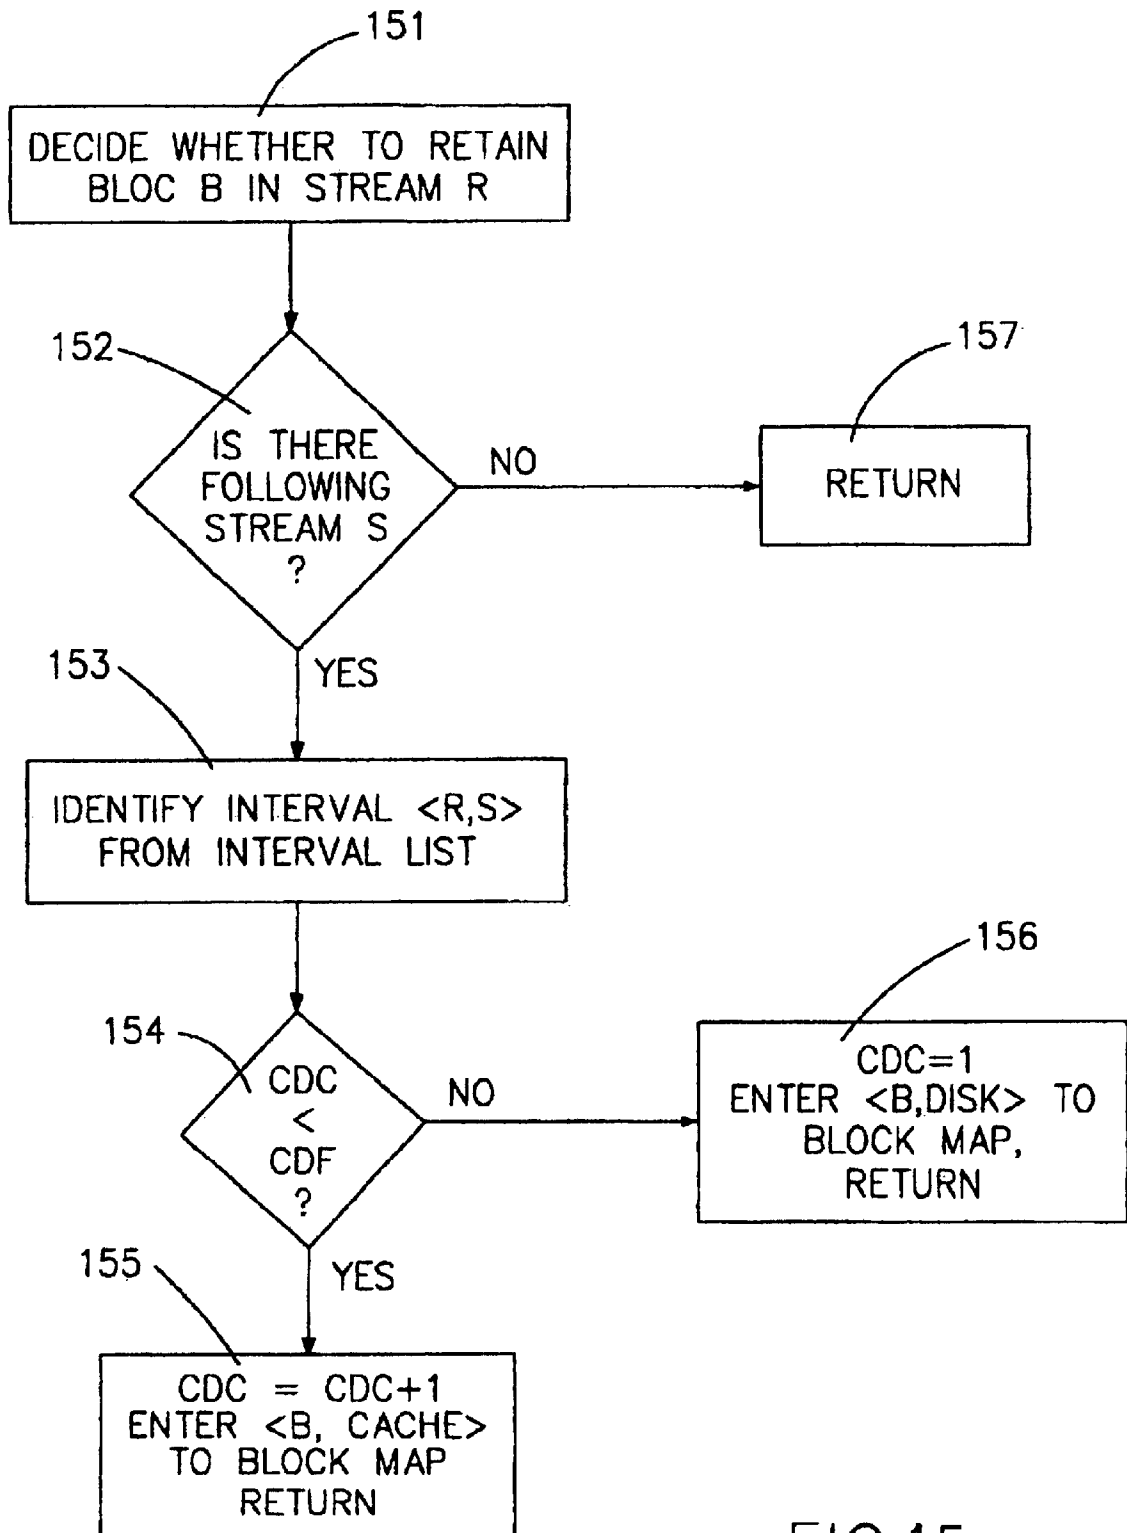 151
DECIDE WHETHER TO RETAIN
BLOC B IN STREAM R
152
IS THERE
FOLLOWING
STREAM S
?
NO
157
RETURN
YES
153
IDENTIFY INTERVAL <R,S>
FROM INTERVAL LIST
154
CDC
<
CDF
?
NO
156
CDC=1
ENTER <B,DISK> TO
BLOCK MAP,
RETURN
YES
155
CDC = CDC+1
ENTER <B, CACHE>
TO BLOCK MAP
RETURN
FIG.15